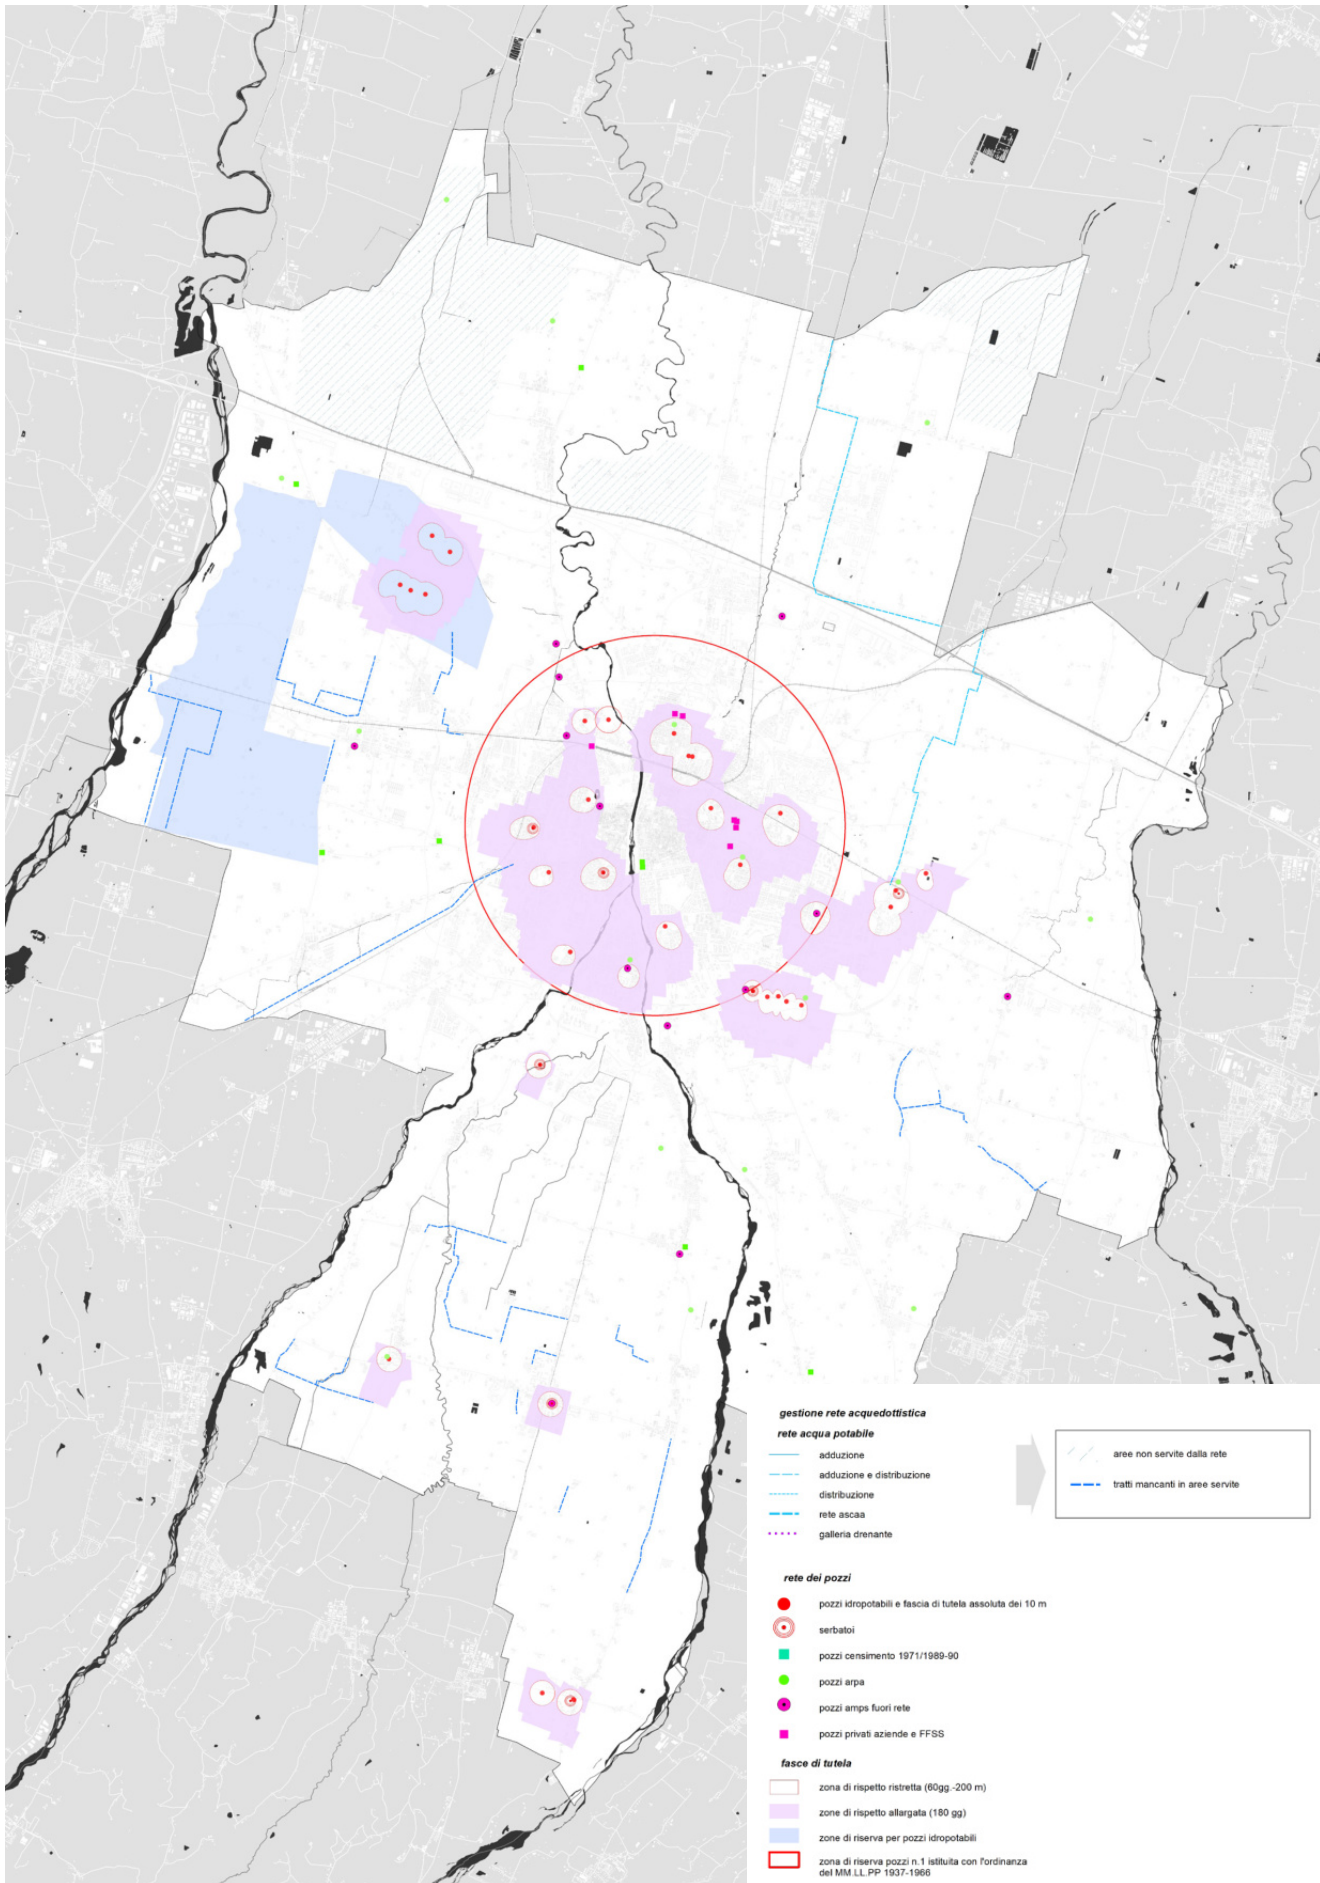 gestione rete acquedottistica
rete acqua potabile
adduzione
adduzione e distribuzione
distribuzione
rete ascaa
galleria drenante
aree non servite dalla rete
tratti mancanti in aree servite
rete dei pozzi
pozzi idropotabili e fascia di tutela assoluta dei 10 m
serbatoi
pozzi censimento 1971/1989-90
pozzi arpa
pozzi amps fuori rete
pozzi privati aziende e FFSS
fasce di tutela
zona di rispetto ristretta (60gg.-200 m)
zone di rispetto allargata (180 gg)
zone di riserva per pozzi idropotabili
zona di riserva pozzi n.1 istituita con l'ordinanza
del MM.LL.PP 1937-1966